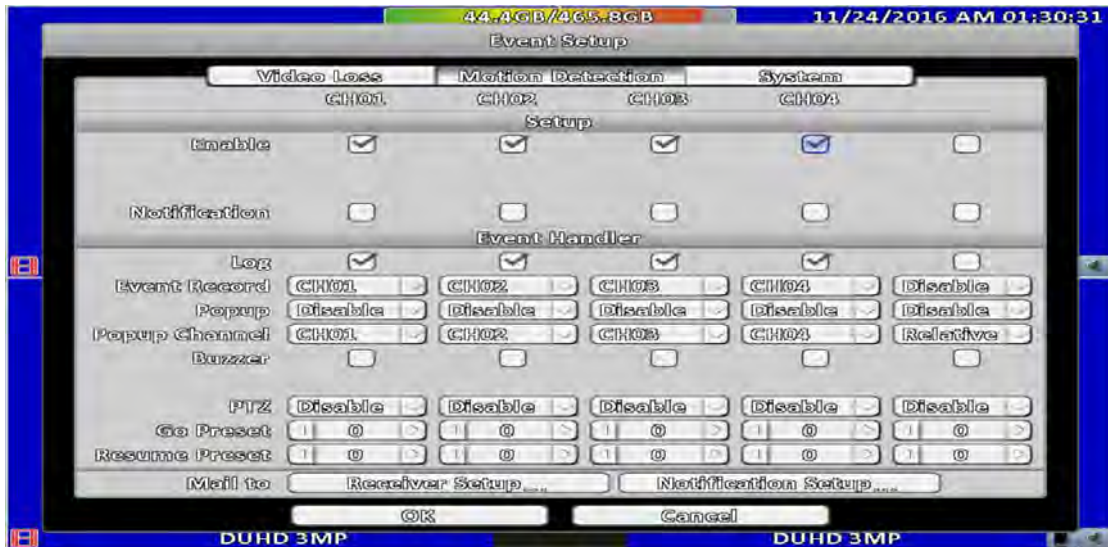 44.4GB/465.8GB 11/24/2016 AM 01:30:31
Event Setup
Video Loss Motion Detection System
CH01 CH02 CH03 CH04
Setup
Enable
Notification
Event Handler
Log
Event Record CH01 CH02 CH03 CH04 Disable
Popup Disable Disable Disable Disable Disable
Popup Channel CH01 CH02 CH03 CH04 Relative
Buzzer
PTZ Disable Disable Disable Disable Disable
Go Preset 0 0 0 0 0
Resume Preset 0 0 0 0 0
Mail to Receiver Setup... Notification Setup...
OK Cancel
DUHD 3MP DUHD 3MP